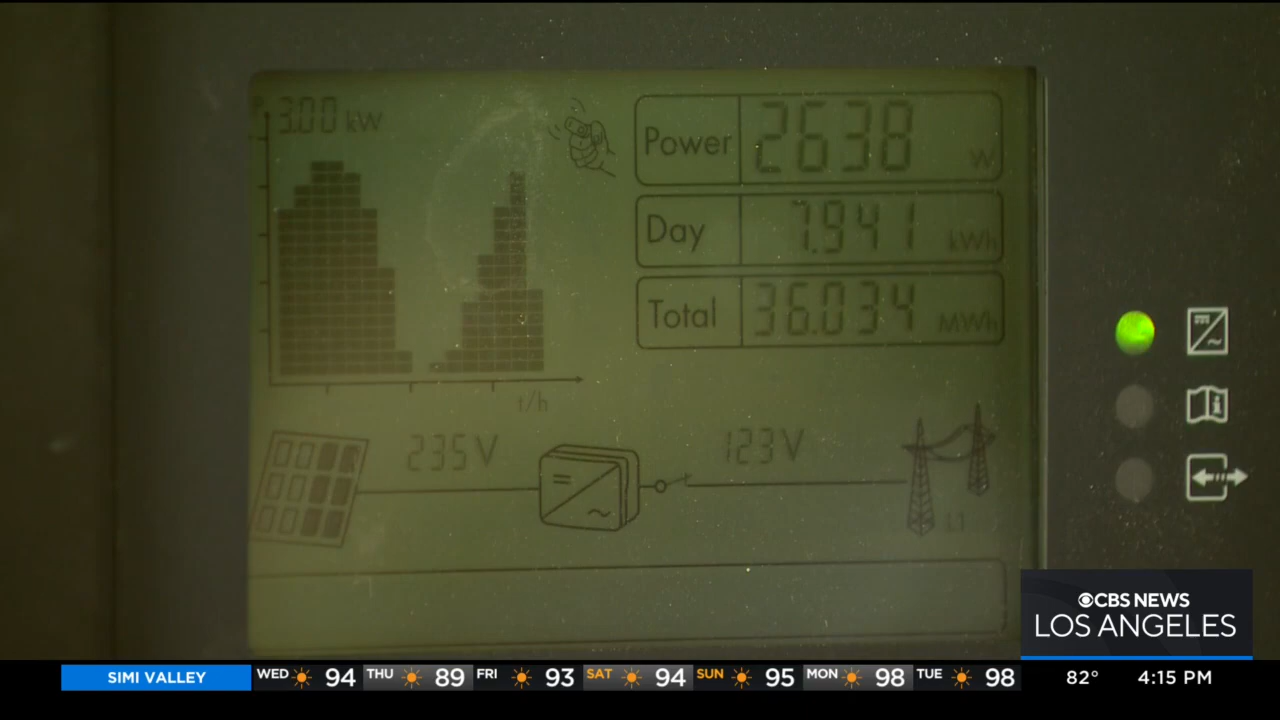 3.00 kW
Power 2638 W
Day 7.941 kWh
Total 36.034 MWh
t/h
235V
123V
L1
CBS NEWS
LOS ANGELES
SIMI VALLEY WED 94 THU 89 FRI 93 SAT 94 SUN 95 MON 98 TUE 98 82° 4:15 PM